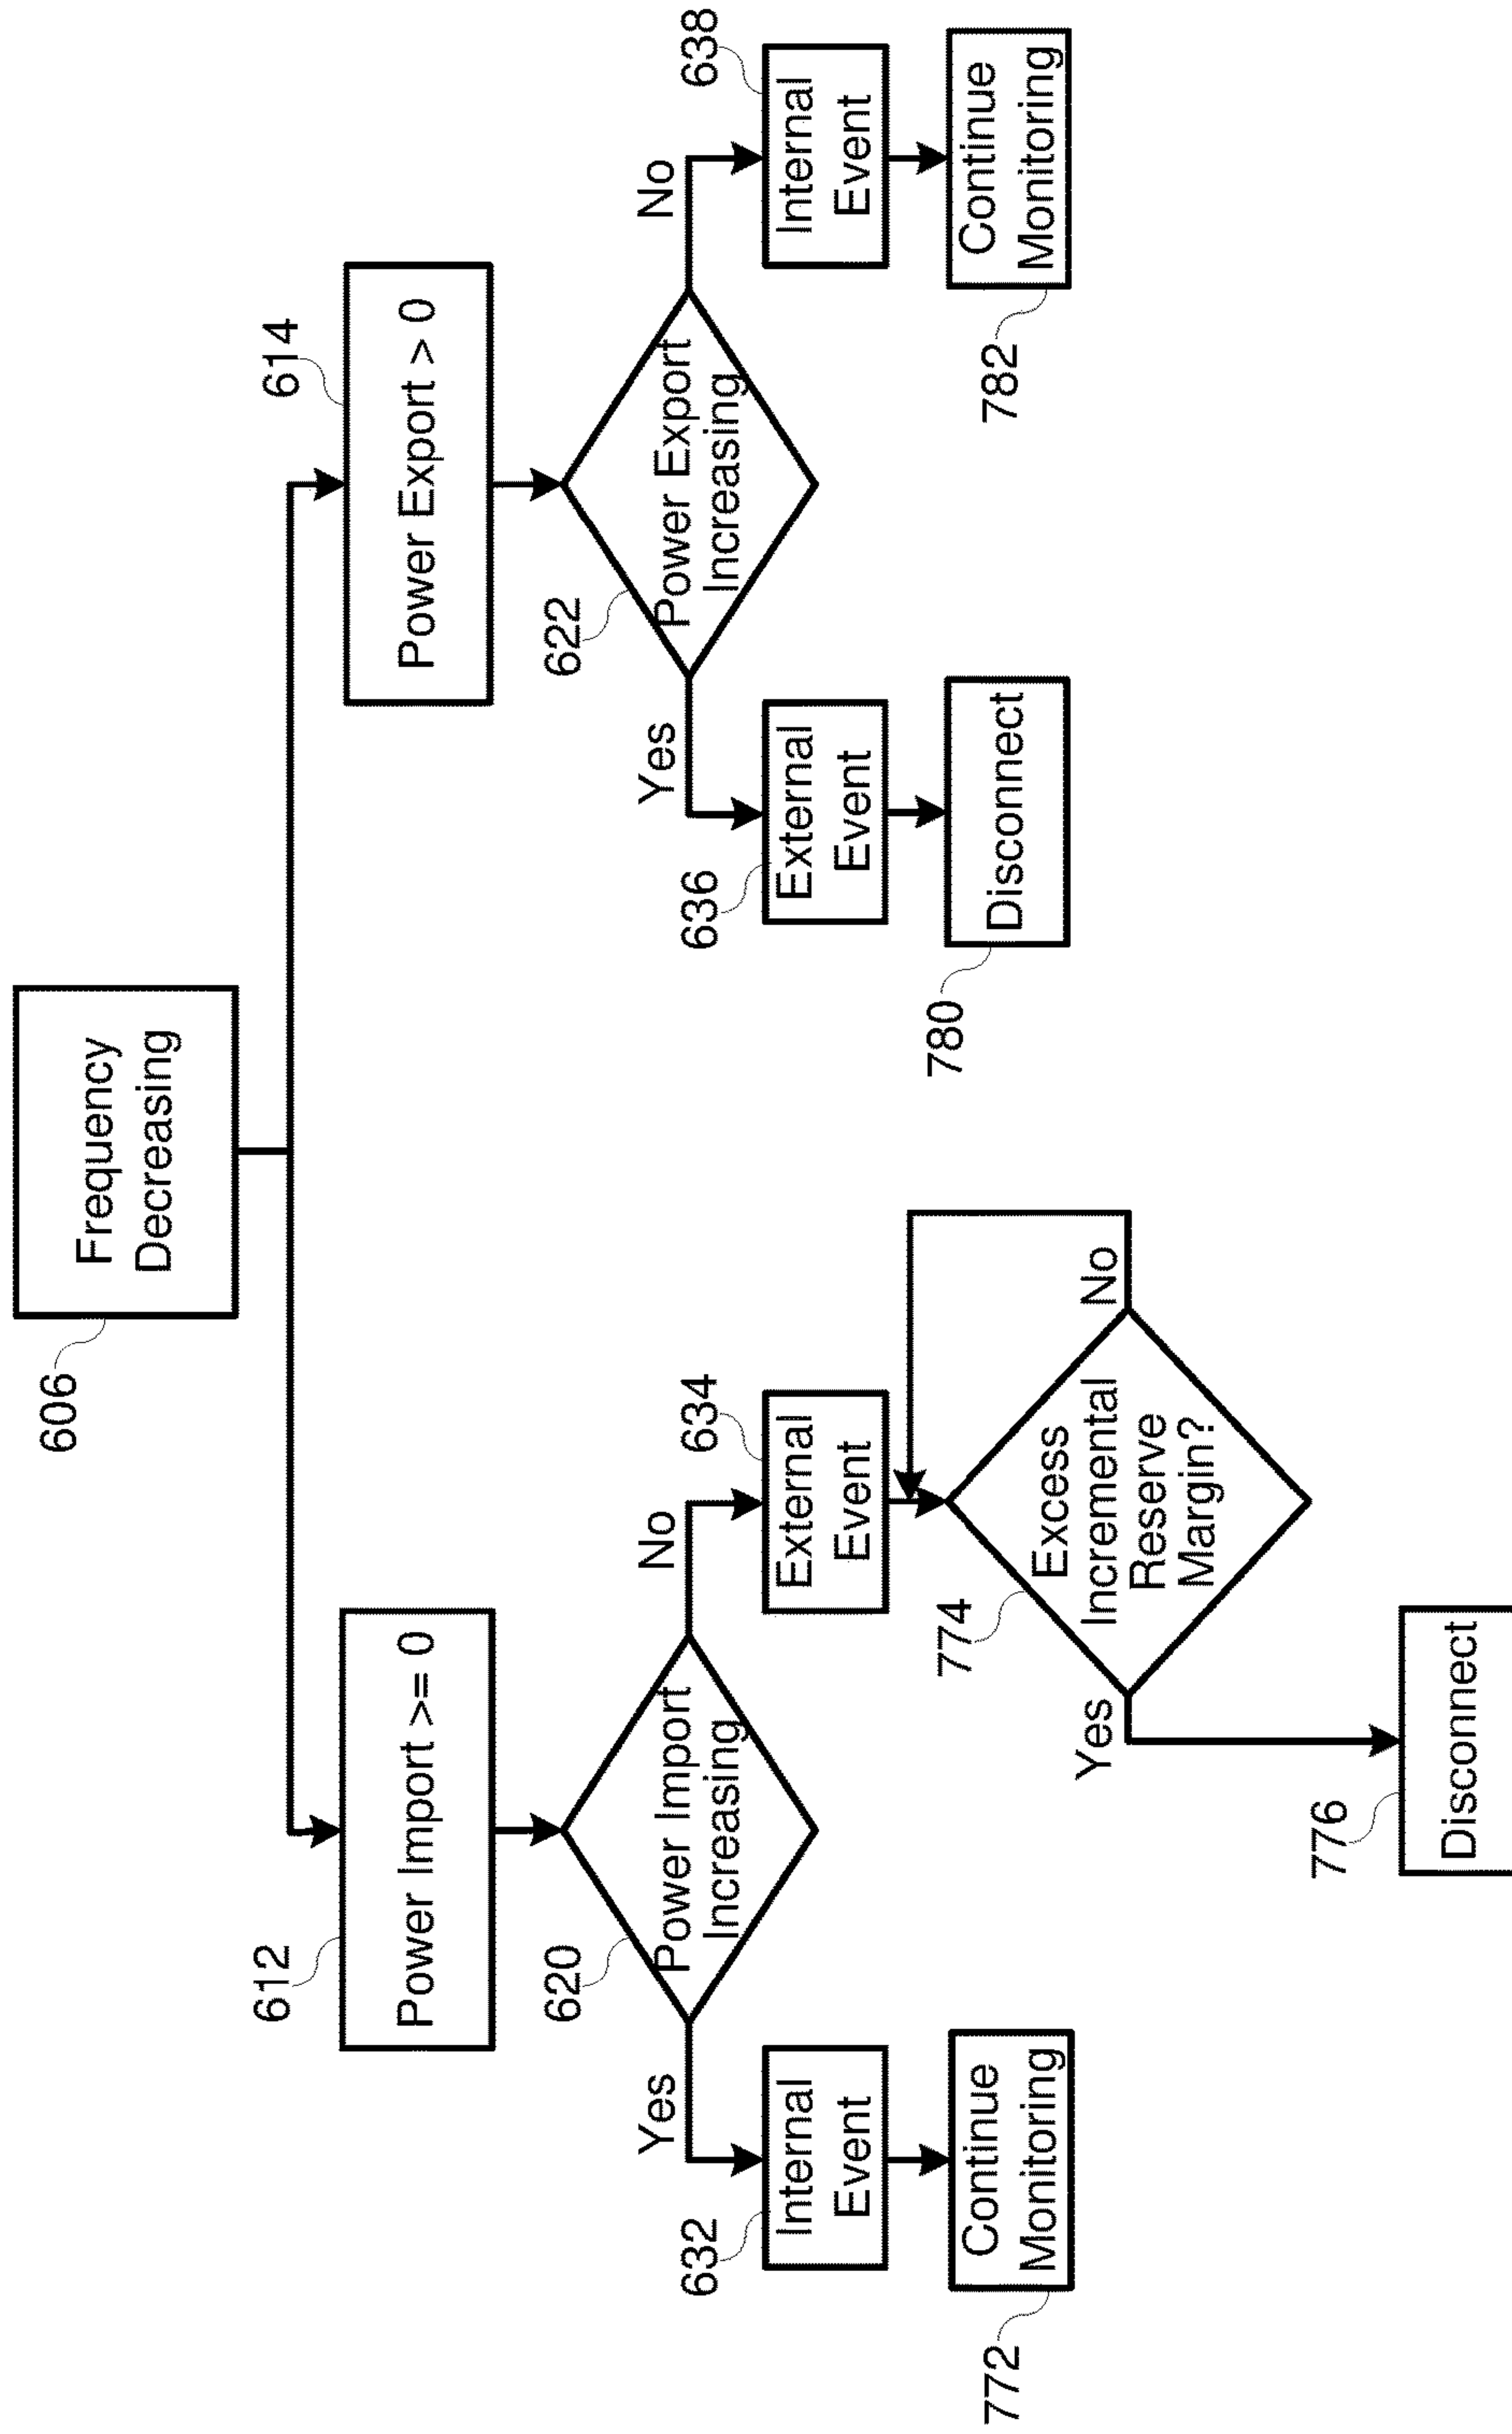 606
Frequency
Decreasing
612
Power Import >= 0
614
Power Export > 0
620
Power Import
Increasing
Yes
No
622
Power Export
Increasing
Yes
No
632
Internal
Event
634
External
Event
636
External
Event
638
Internal
Event
772
Continue
Monitoring
774
Excess
Incremental
Reserve
Margin?
Yes
No
780
Disconnect
782
Continue
Monitoring
776
Disconnect